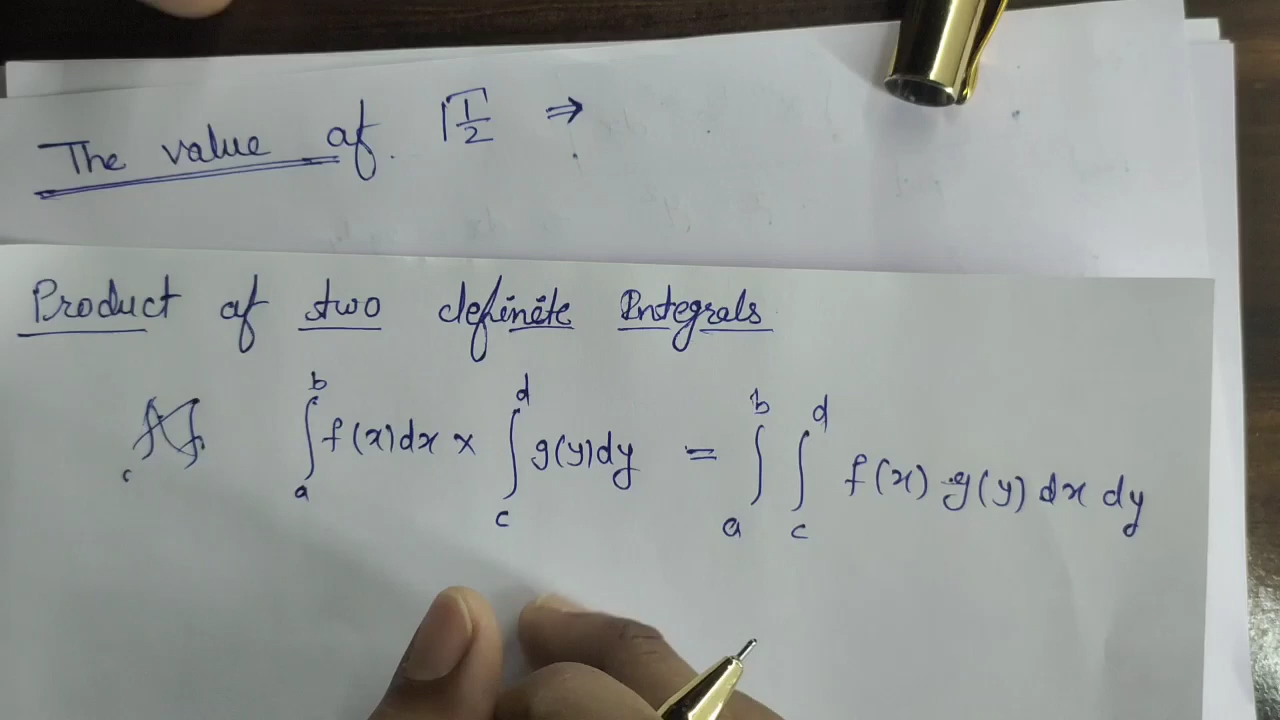 The value of. Γ1/2 ⇒
Product of two definite Integrals
∫_a^b f(x)dx × ∫_c^d g(y)dy = ∫_a^b ∫_c^d f(x) . g(y) dx dy